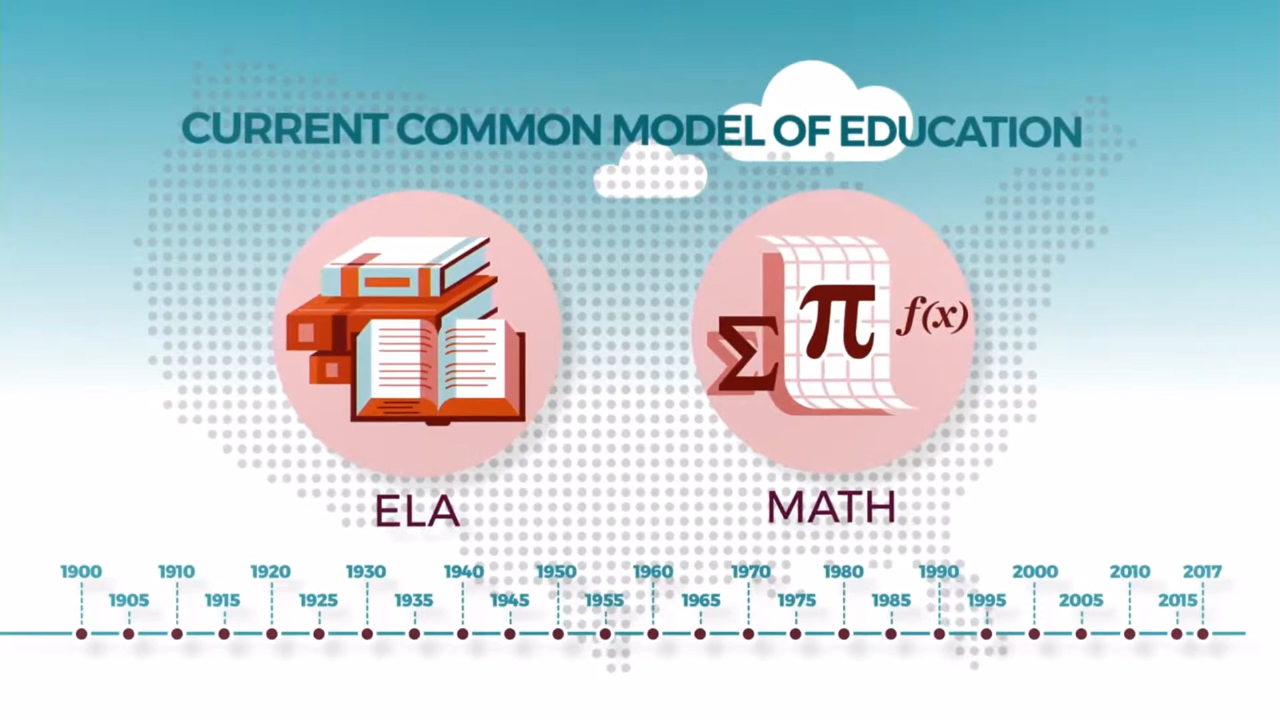 CURRENT COMMON MODEL OF EDUCATION
Σ
π
f(x)
ELA
MATH
1900 1910 1920 1930 1940 1950 1960 1970 1980 1990 2000 2010 2017
1905 1915 1925 1935 1945 1955 1965 1975 1985 1995 2005 2015